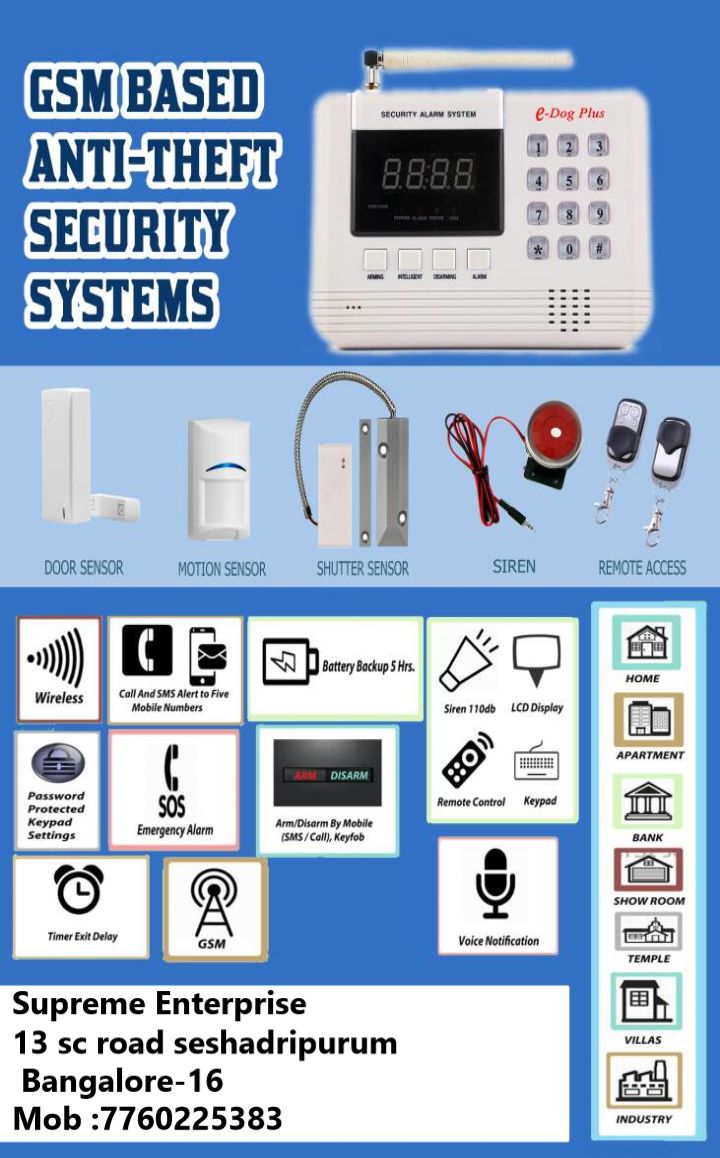 GSM BASED
ANTI-THEFT
SECURITY
SYSTEMS
SECURITY ALARM SYSTEM
e-Dog Plus
88:88
1 2 3
4 5 6
7 8 9
* 0 #
ARMING INTELLIGENT DISARMING ALARM
DOOR SENSOR
MOTION SENSOR
SHUTTER SENSOR
SIREN
REMOTE ACCESS
Wireless
Call And SMS Alert to Five
Mobile Numbers
Battery Backup 5 Hrs.
Siren 110db
LCD Display
Remote Control
Keypad
Password
Protected
Keypad
Settings
SOS
Emergency Alarm
ARM DISARM
Arm/Disarm By Mobile
(SMS / Call), Keyfob
Timer Exit Delay
GSM
Voice Notification
HOME
APARTMENT
BANK
SHOW ROOM
TEMPLE
VILLAS
INDUSTRY
Supreme Enterprise
13 sc road seshadripurum
Bangalore-16
Mob :7760225383